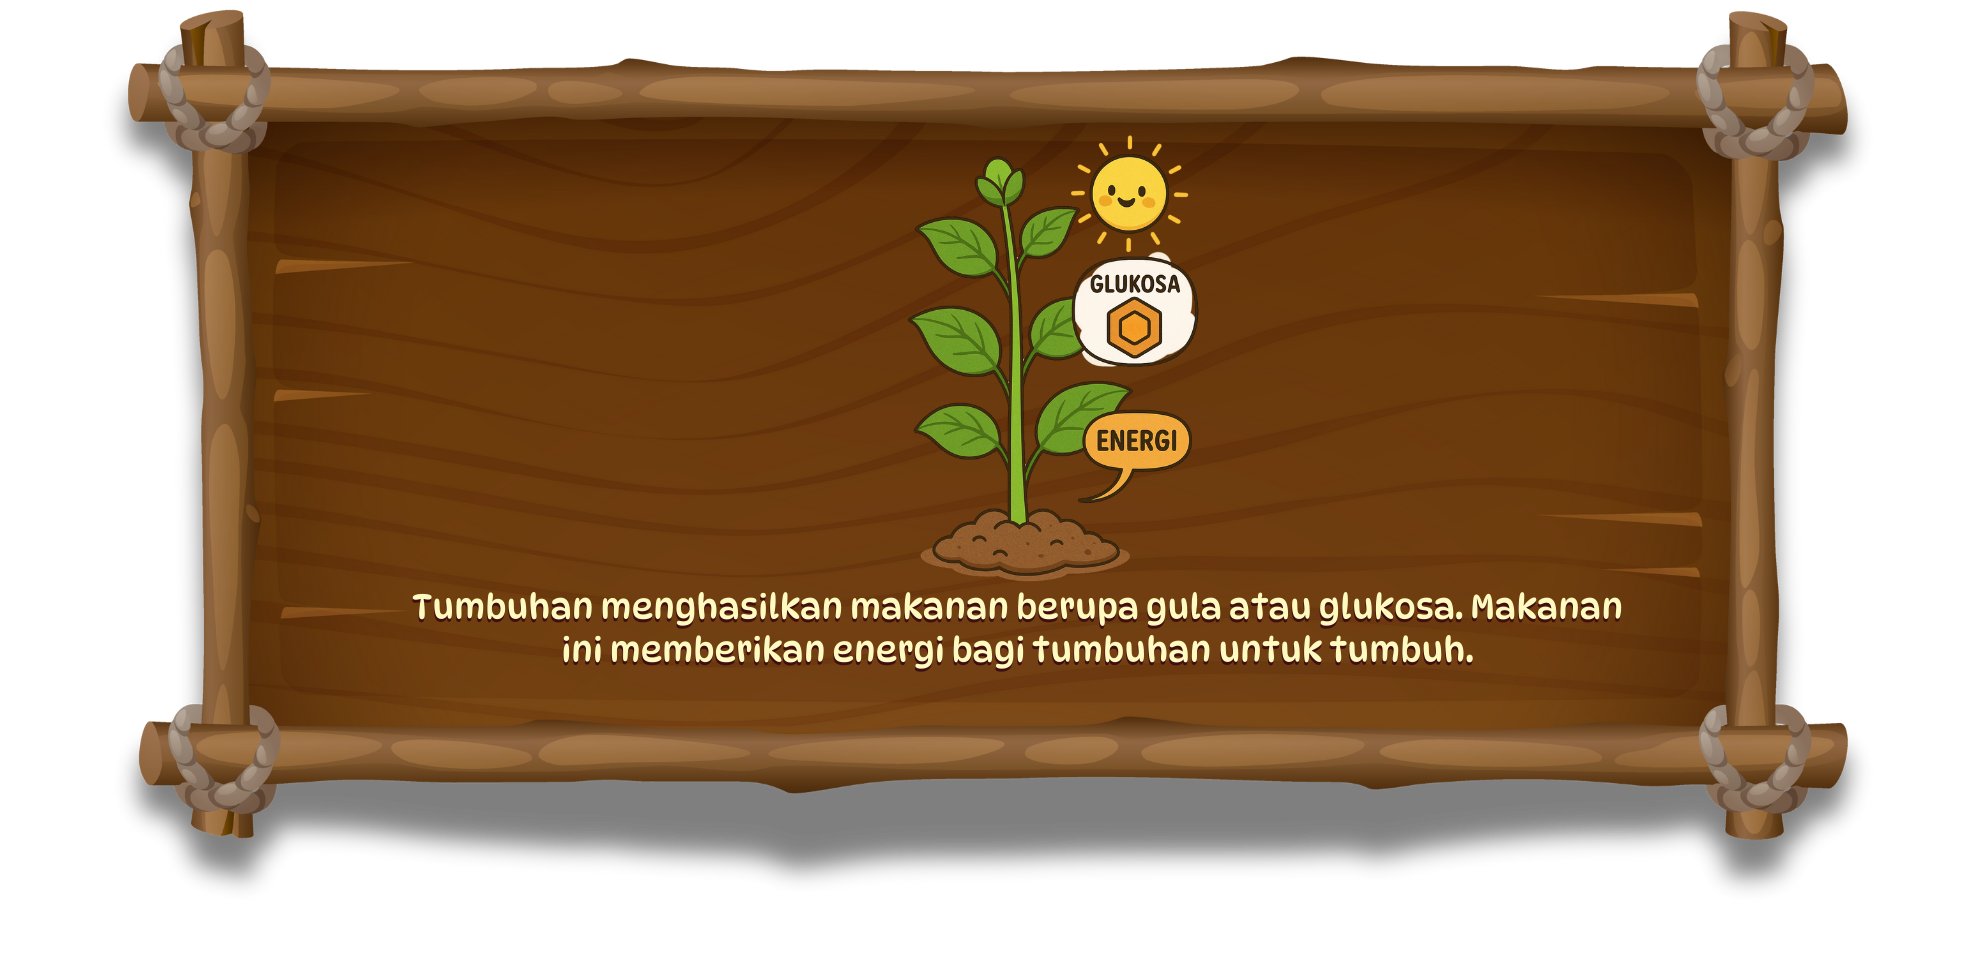 GLUKOSA
ENERGI
Tumbuhan menghasilkan makanan berupa gula atau glukosa. Makanan
ini memberikan energi bagi tumbuhan untuk tumbuh.